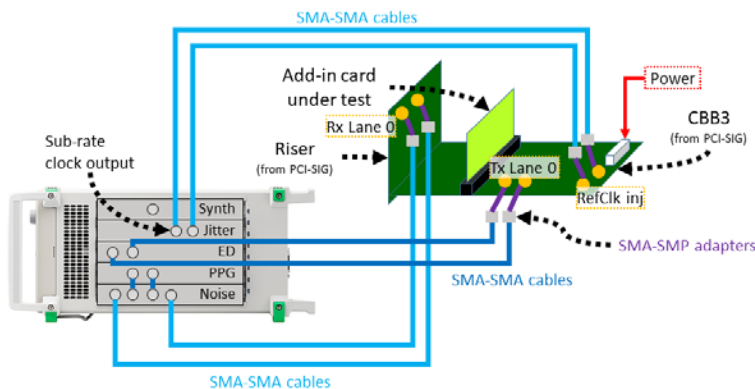 SMA-SMA cables
Add-in card
under test
Power
CBB3
(from PCI-SIG)
Rx Lane 0
Riser
(from PCI-SIG)
Sub-rate
clock output
Tx Lane 0
RefClk inj
Synth
Jitter
ED
PPG
Noise
SMA-SMP adapters
SMA-SMA cables
SMA-SMA cables